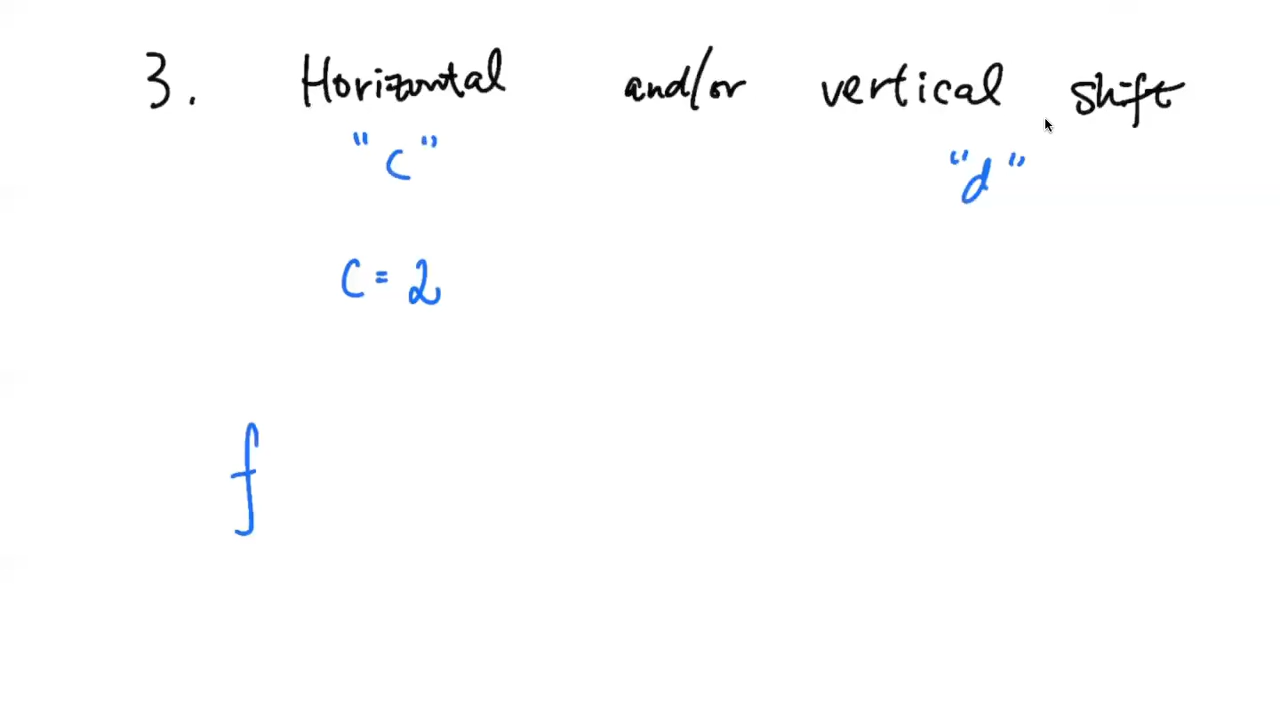 3. Horizontal and/or vertical shift
"c" "d"
C = 2
f